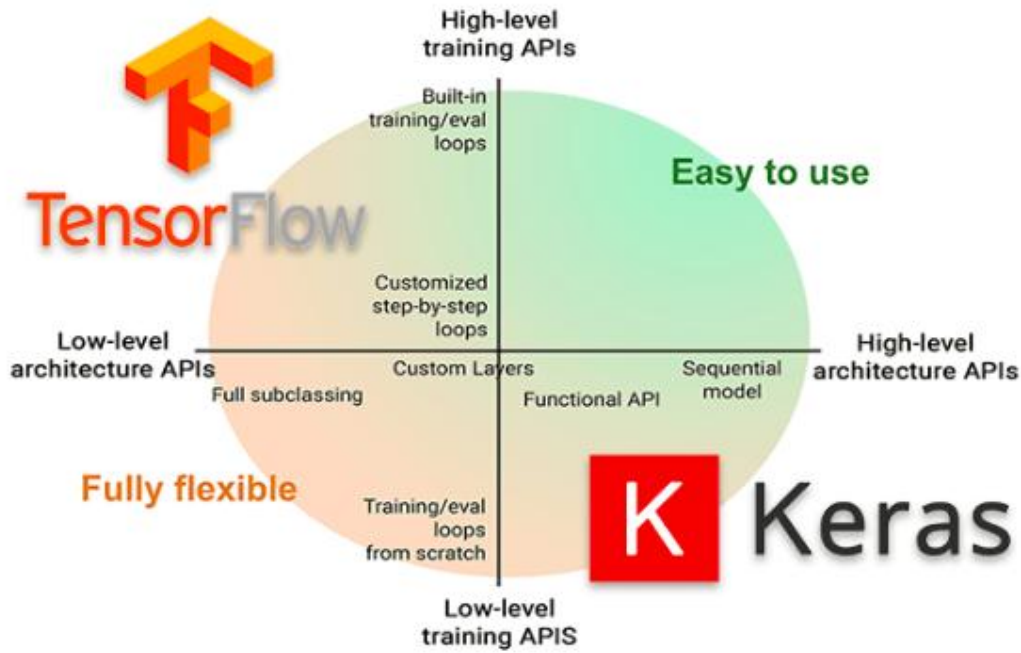 High-level
training APIs
Built-in
training/eval
loops
Easy to use
TensorFlow
Customized
step-by-step
loops
Low-level
architecture APIs
High-level
architecture APIs
Custom Layers
Sequential
model
Full subclassing
Functional API
Fully flexible
Training/eval
loops
from scratch
K Keras
Low-level
training APIS